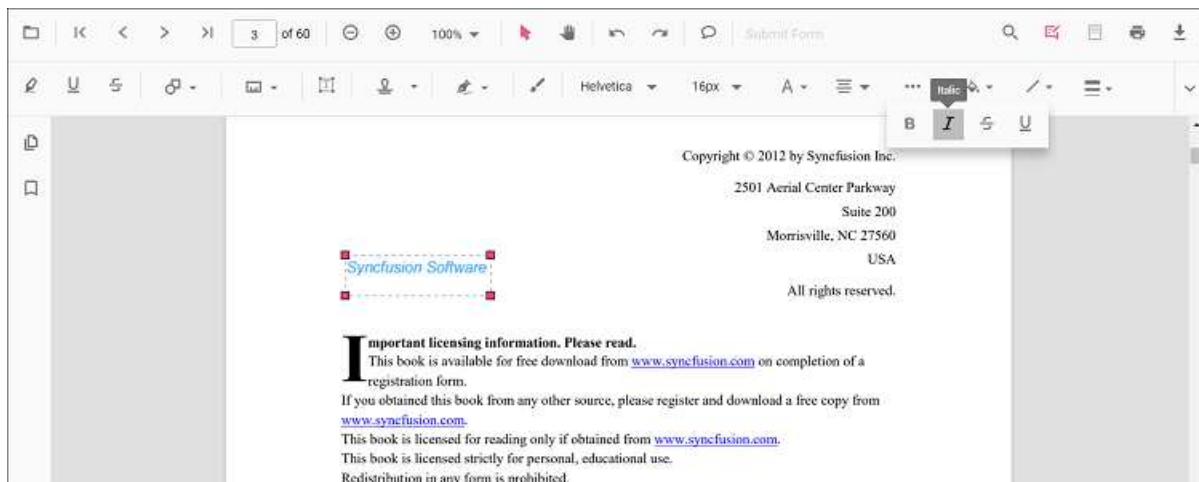 3 of 60 100% Submit Form
Helvetica 16px A
Italic
B I S U
Copyright © 2012 by Syncfusion Inc.
2501 Aerial Center Parkway
Suite 200
Morrisville, NC 27560
USA
Syncfusion Software
All rights reserved.
Important licensing information. Please read.
This book is available for free download from www.syncfusion.com on completion of a
registration form.
If you obtained this book from any other source, please register and download a free copy from
www.syncfusion.com.
This book is licensed for reading only if obtained from www.syncfusion.com.
This book is licensed strictly for personal, educational use.
Redistribution in any form is prohibited.